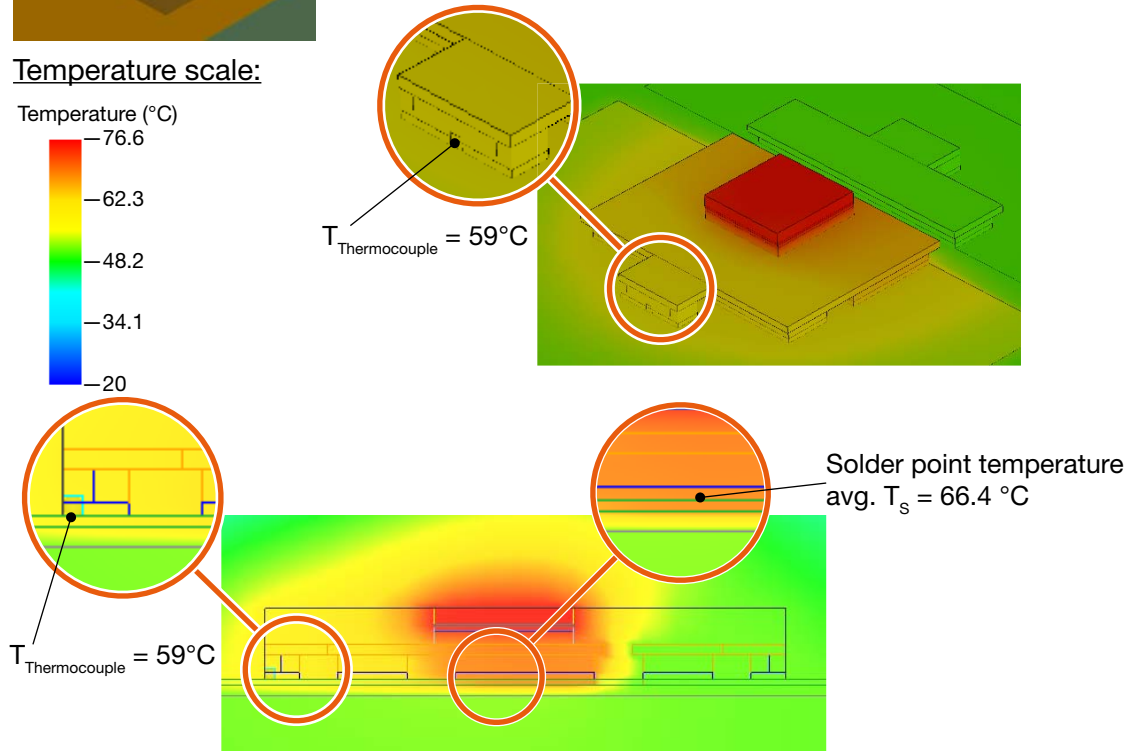 Temperature scale:
Temperature (°C)
76.6
62.3
48.2
34.1
20
TThermocouple = 59°C
Solder point temperature
avg. TS = 66.4 °C
TThermocouple = 59°C